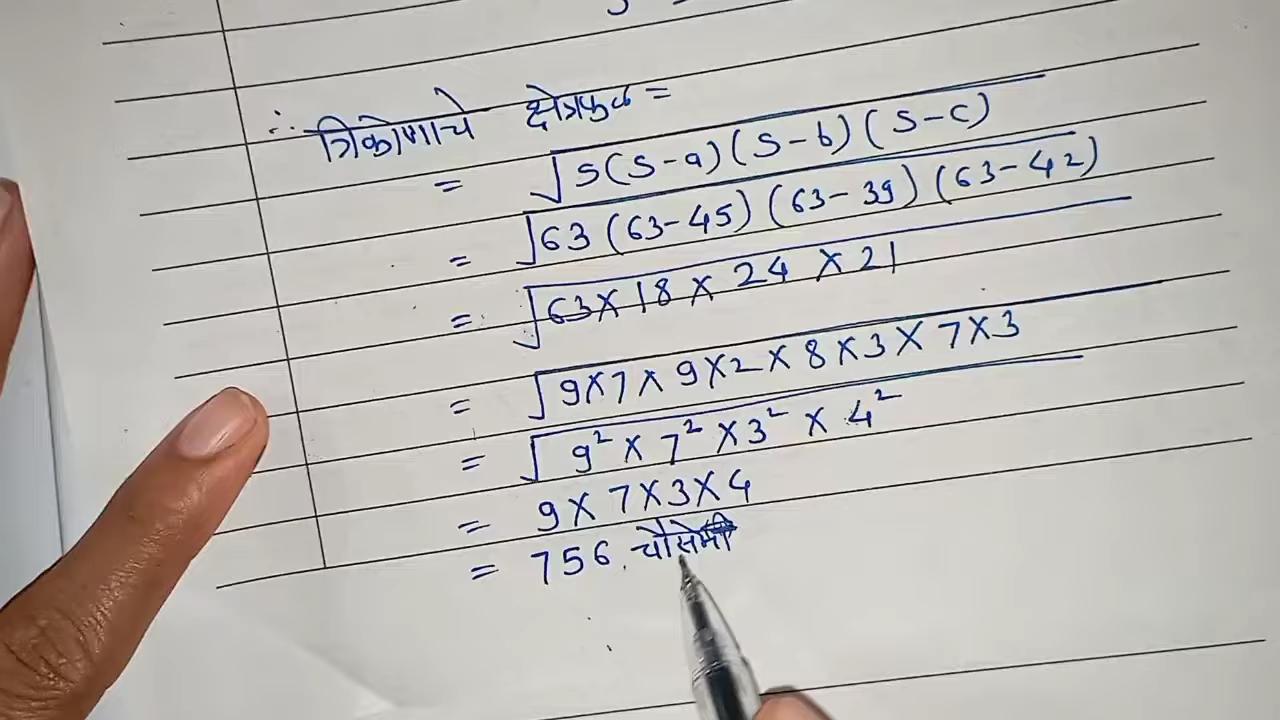 ∴ त्रिकोणाचे क्षेत्रफळ =
= √s(s-a)(s-b)(s-c)
= √63(63-45)(63-39)(63-42)
= √63×18×24×21
= √9×7×9×2×8×3×7×3
= √9²×7²×3²×4²
= 9×7×3×4
= 756. चौसेमी